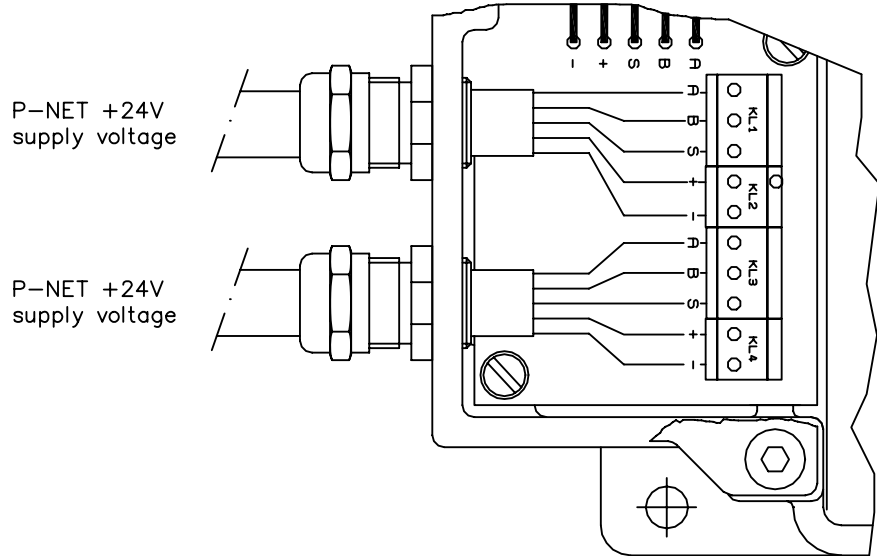 - + S B A
P-NET +24V
supply voltage
A
B
S
KL1
+
-
KL2
P-NET +24V
supply voltage
A
B
S
KL3
+
-
KL4